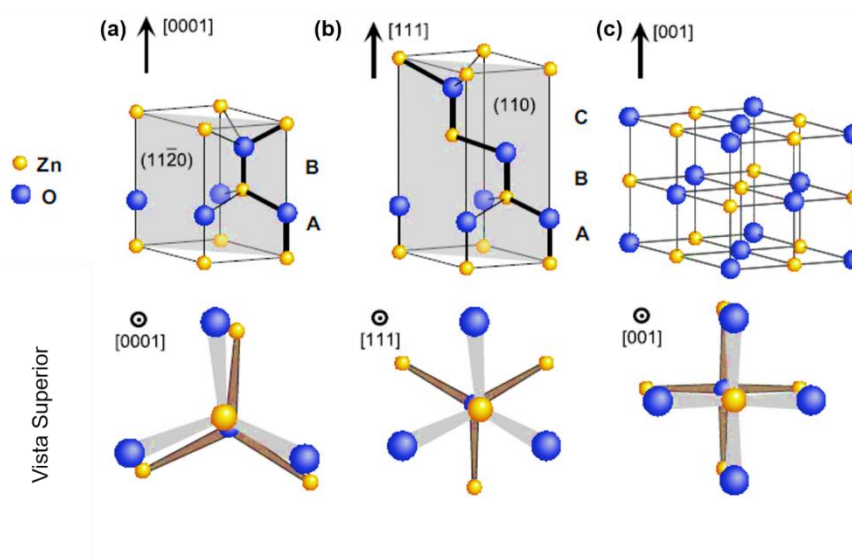 (a) [0001] (b) [111] (c) [001]
Zn
O
(112̄0) B
A
(110) C
B
A
C
B
A
Vista Superior
[0001] [111] [001]